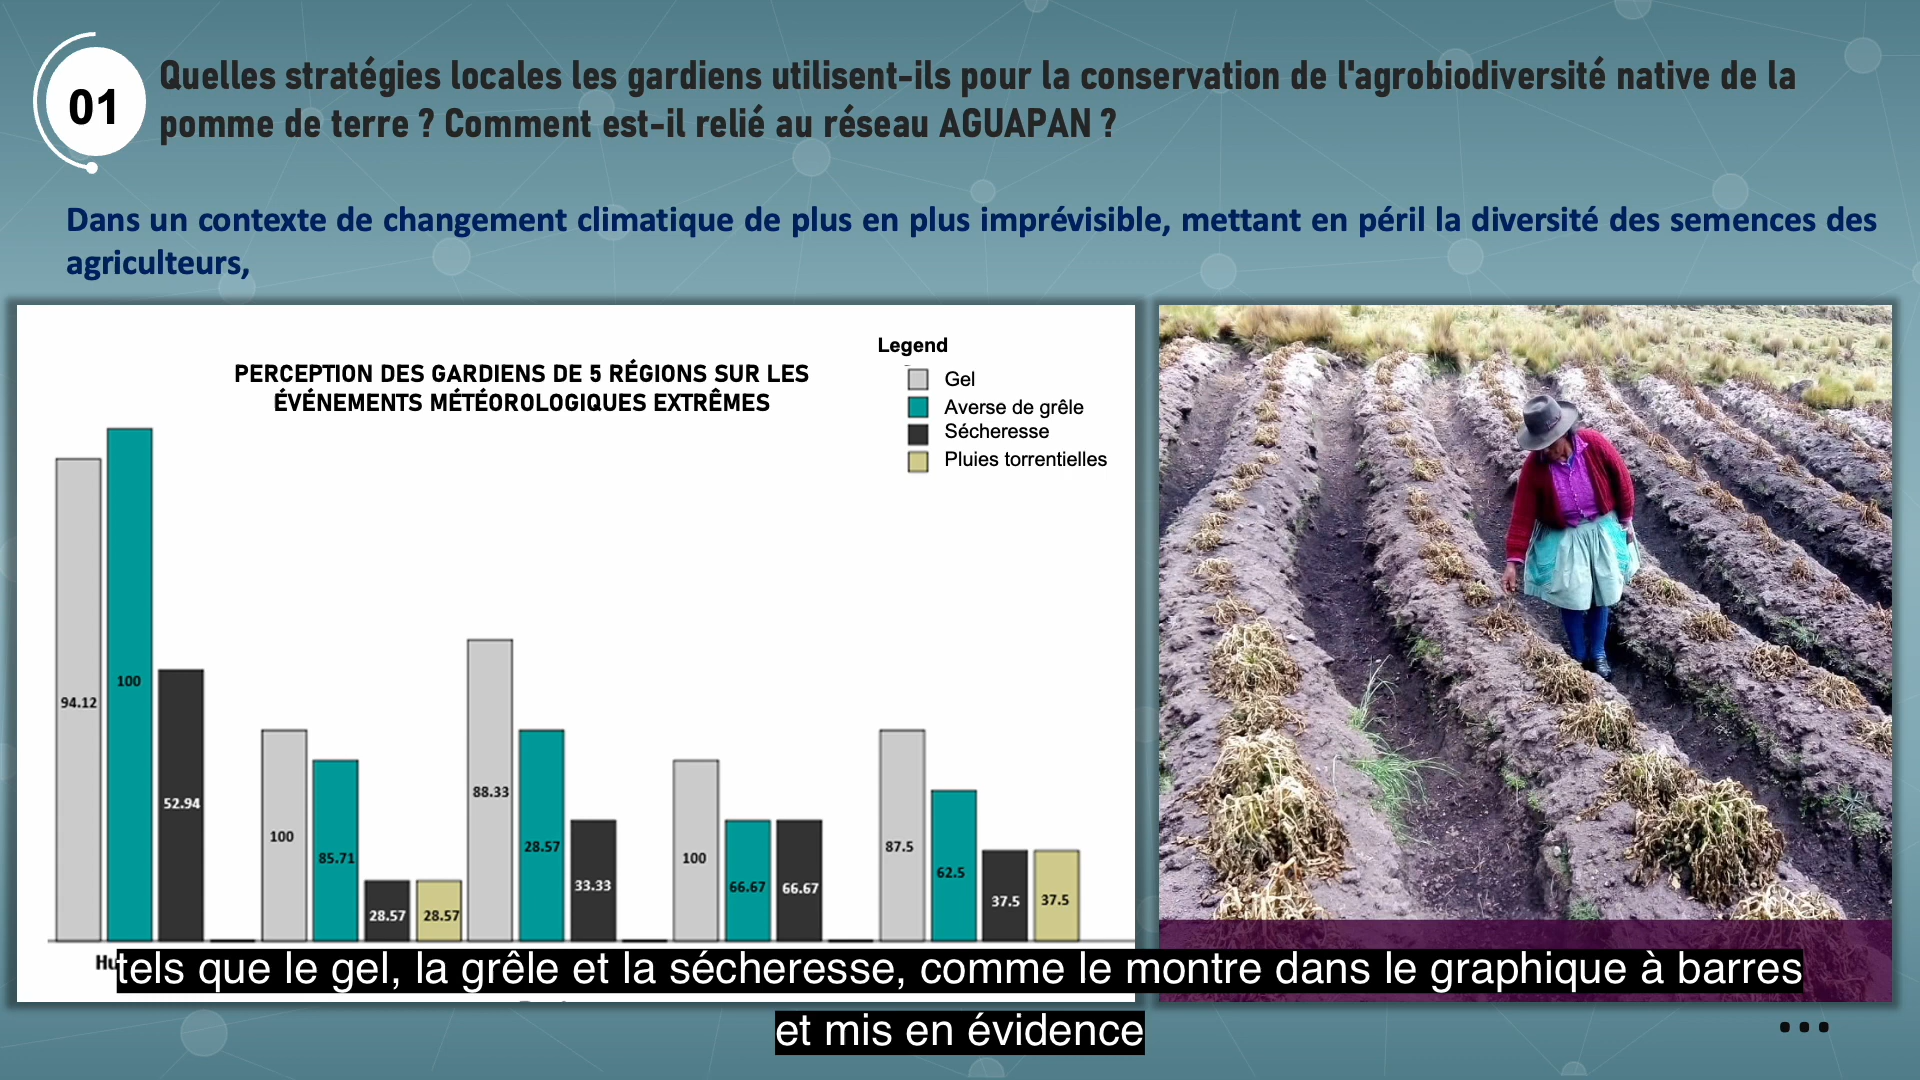 01
Quelles stratégies locales les gardiens utilisent-ils pour la conservation de l'agrobiodiversité native de la
pomme de terre ? Comment est-il relié au réseau AGUAPAN ?
Dans un contexte de changement climatique de plus en plus imprévisible, mettant en péril la diversité des semences des
agriculteurs,
PERCEPTION DES GARDIENS DE 5 RÉGIONS SUR LES
ÉVÉNEMENTS MÉTÉOROLOGIQUES EXTRÊMES
Legend
Gel
Averse de grêle
Sécheresse
Pluies torrentielles
94.12
100
52.94
100
85.71
28.57
28.57
88.33
28.57
33.33
100
66.67
66.67
87.5
62.5
37.5
37.5
tels que le gel, la grêle et la sécheresse, comme le montre dans le graphique à barres
et mis en évidence
...